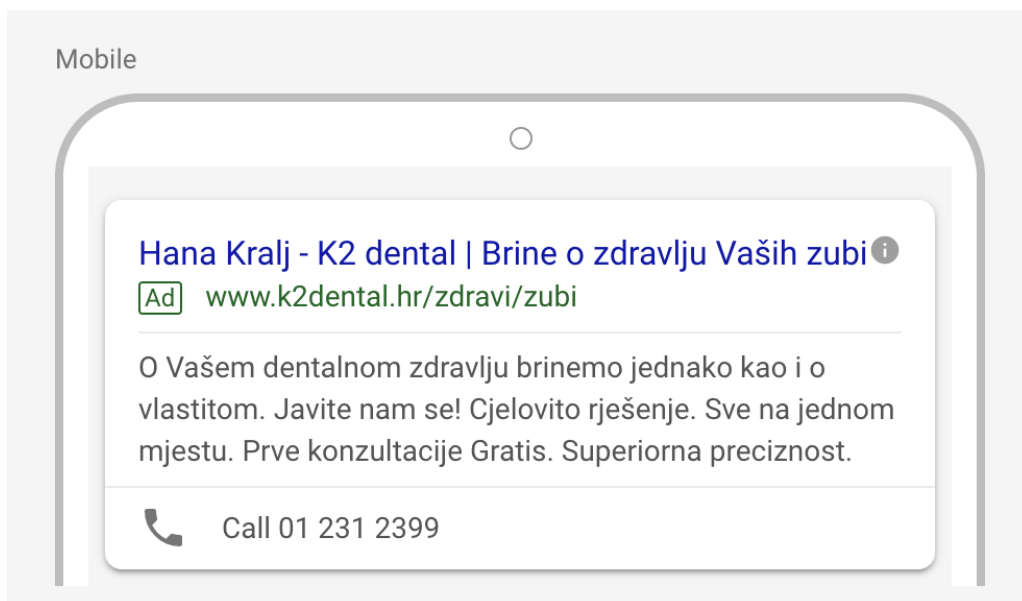 Mobile
Hana Kralj - K2 dental | Brine o zdravlju Vaših zubi
Ad www.k2dental.hr/zdravi/zubi
O Vašem dentalnom zdravlju brinemo jednako kao i o
vlastitom. Javite nam se! Cjelovito rješenje. Sve na jednom
mjestu. Prve konzultacije Gratis. Superiorna preciznost.
Call 01 231 2399